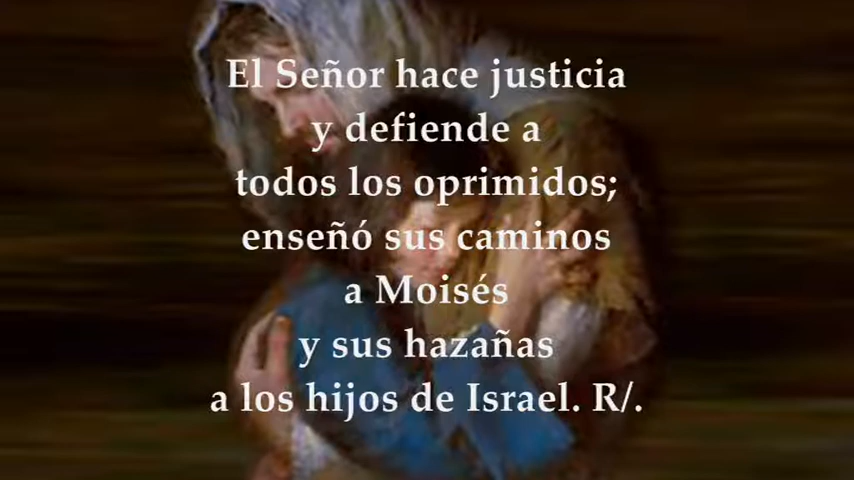 El Señor hace justicia
y defiende a
todos los oprimidos;
enseñó sus caminos
a Moisés
y sus hazañas
a los hijos de Israel. R/.